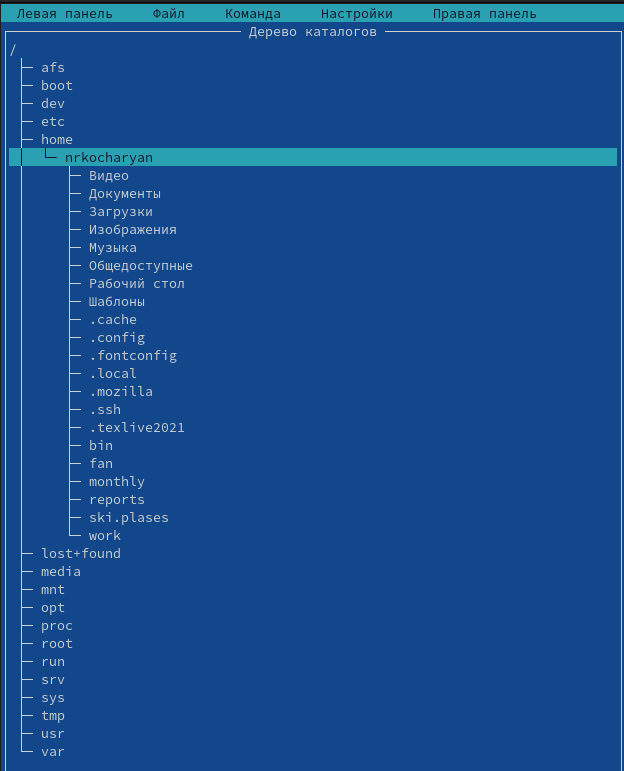 Левая панель Файл Команда Настройки Правая панель
Дерево каталогов
/
afs
boot
dev
etc
home
nrkocharyan
Видео
Документы
Загрузки
Изображения
Музыка
Общедоступные
Рабочий стол
Шаблоны
.cache
.config
.fontconfig
.local
.mozilla
.ssh
.texlive2021
bin
fan
monthly
reports
ski.plases
work
lost+found
media
mnt
opt
proc
root
run
srv
sys
tmp
usr
var